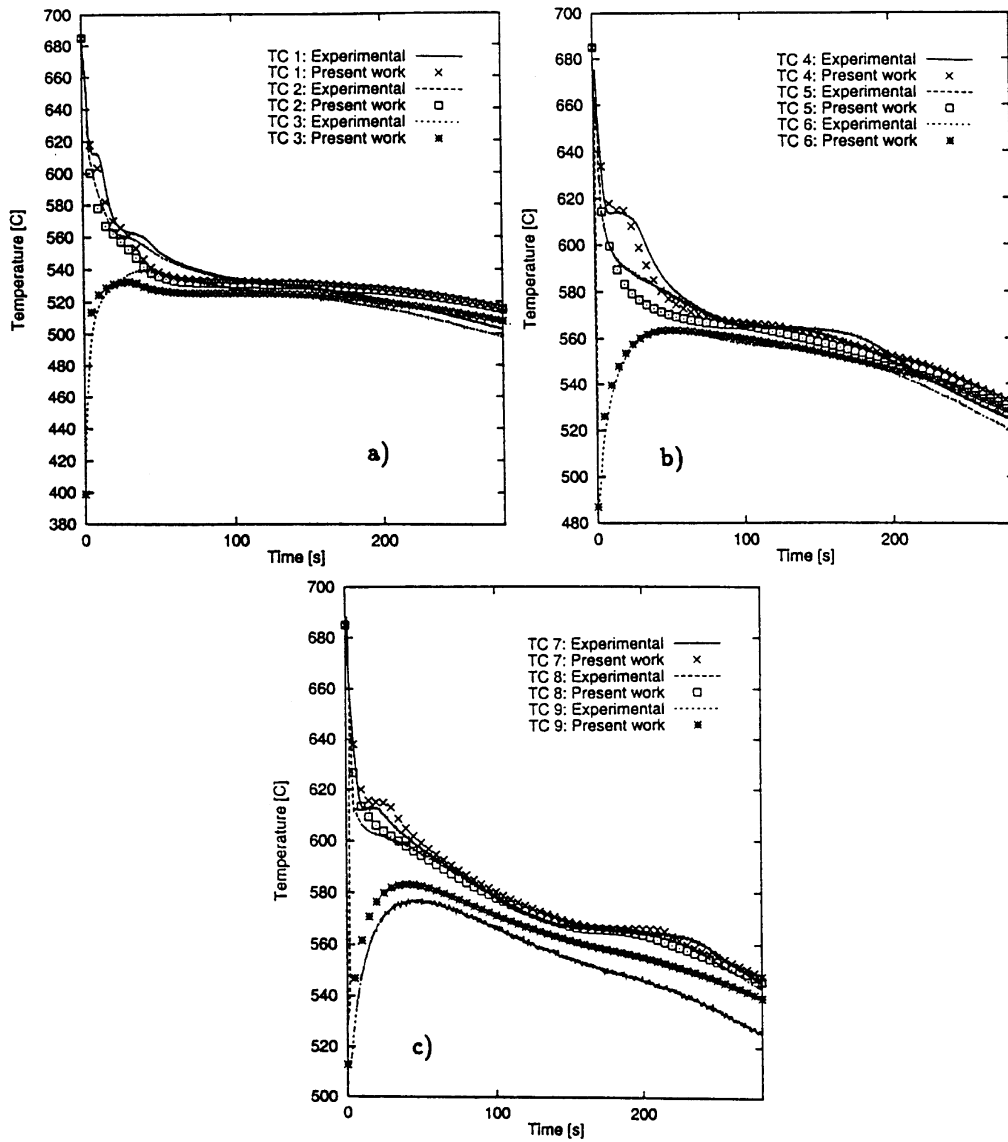 700
680
660
640
620
600
580
560
540
520
500
480
460
440
420
400
380
Temperature [C]
TC 1: Experimental
TC 1: Present work
TC 2: Experimental
TC 2: Present work
TC 3: Experimental
TC 3: Present work
a)
0
100
200
Time [s]
700
680
660
640
620
600
580
560
540
520
500
480
Temperature [C]
TC 4: Experimental
TC 4: Present work
TC 5: Experimental
TC 5: Present work
TC 6: Experimental
TC 6: Present work
b)
0
100
200
Time [s]
700
680
660
640
620
600
580
560
540
520
500
Temperature [C]
TC 7: Experimental
TC 7: Present work
TC 8: Experimental
TC 8: Present work
TC 9: Experimental
TC 9: Present work
c)
0
100
200
Time [s]